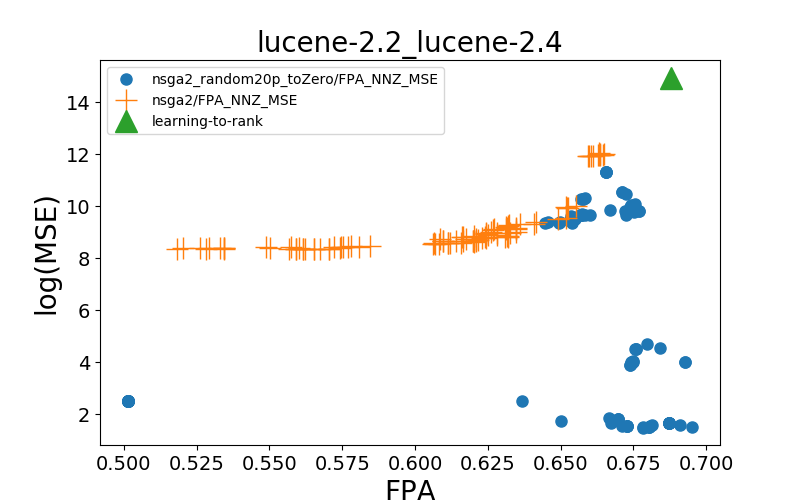 lucene-2.2_lucene-2.4
nsga2_random20p_toZero/FPA_NNZ_MSE
nsga2/FPA_NNZ_MSE
learning-to-rank
log(MSE)
14
12
10
8
6
4
2
0.500 0.525 0.550 0.575 0.600 0.625 0.650 0.675 0.700
FPA